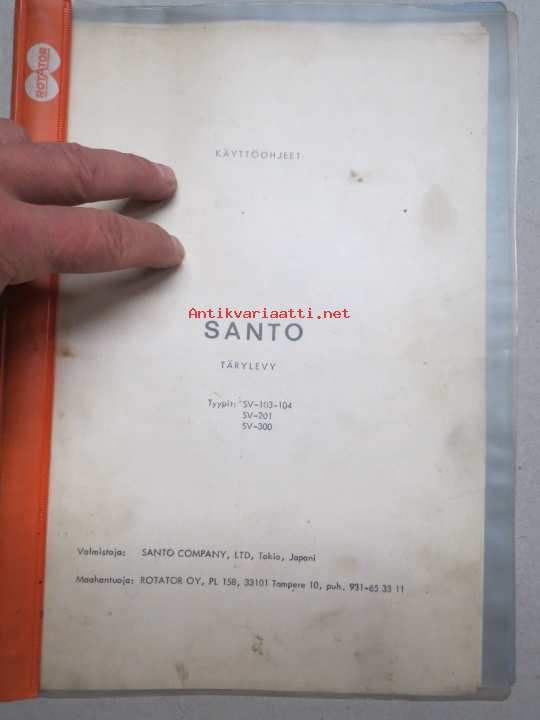 ROTATOR
KÄYTTÖOHJEET
Antikvariaatti.net
SANTO
TÄRYLEVY
Tyypit: SV-103-104
SV-201
SV-300
Valmistaja: SANTO COMPANY, LTD, Tokio, Japani
Maahantuoja: ROTATOR OY, PL 158, 33101 Tampere 10, puh. 931-65 33 11